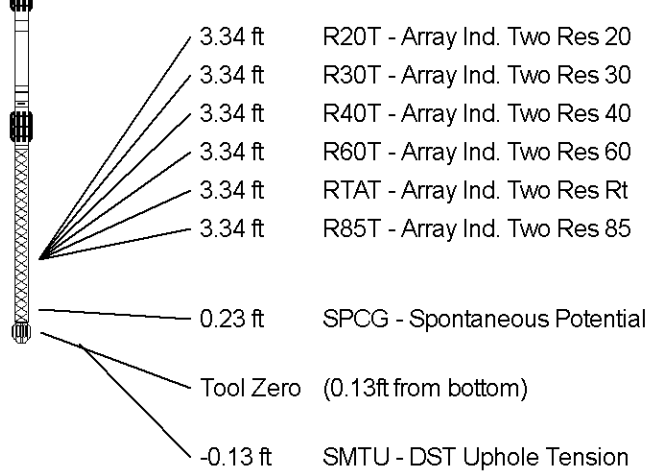 3.34 ft R20T - Array Ind. Two Res 20
3.34 ft R30T - Array Ind. Two Res 30
3.34 ft R40T - Array Ind. Two Res 40
3.34 ft R60T - Array Ind. Two Res 60
3.34 ft RTAT - Array Ind. Two Res Rt
3.34 ft R85T - Array Ind. Two Res 85
0.23 ft SPCG - Spontaneous Potential
Tool Zero (0.13ft from bottom)
-0.13 ft SMTU - DST Uphole Tension